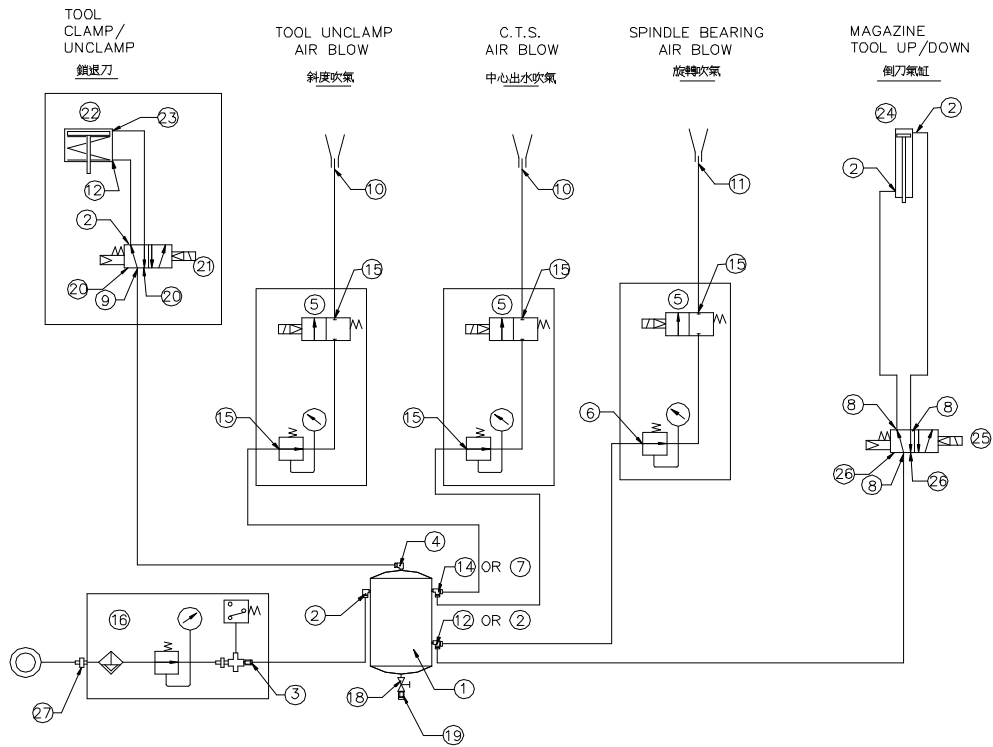 TOOL
CLAMP/
UNCLAMP
鎖退刀
TOOL UNCLAMP
AIR BLOW
斜度吹氣
C.T.S.
AIR BLOW
中心出水吹氣
SPINDLE BEARING
AIR BLOW
旋轉吹氣
MAGAZINE
TOOL UP/DOWN
倒刀氣缸
22
23
12
2
21
20
9
20
10
15
5
15
10
15
5
15
11
15
5
6
24
2
2
8
8
25
26
8
26
4
14 OR 7
2
12 OR 2
16
3
1
18
19
27